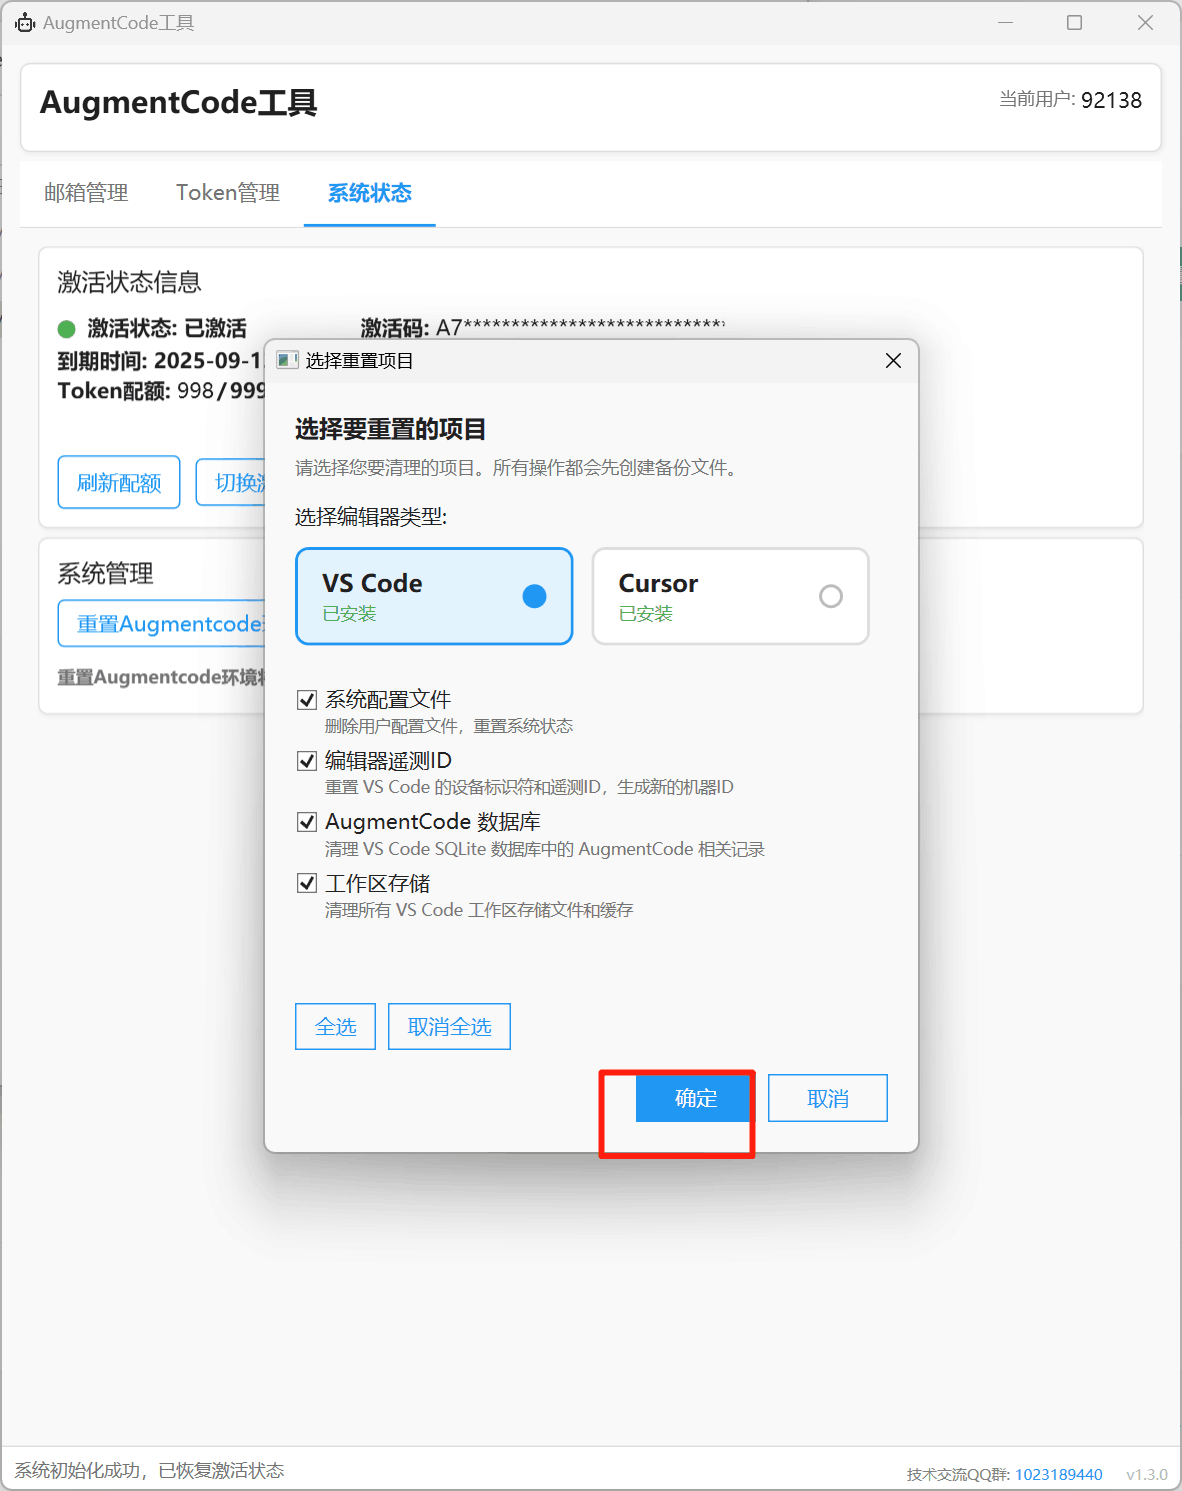 AugmentCode工具
AugmentCode工具
当前用户: 92138
邮箱管理
Token管理
系统状态
激活状态信息
激活状态: 已激活
激活码: A7***************************
到期时间: 2025-09-1
Token配额: 998/999
刷新配额
切换
系统管理
重置Augmentcode
重置Augmentcode环境
选择重置项目
选择要重置的项目
请选择您要清理的项目。所有操作都会先创建备份文件。
选择编辑器类型:
VS Code
已安装
Cursor
已安装
系统配置文件
删除用户配置文件，重置系统状态
编辑器遥测ID
重置 VS Code 的设备标识符和遥测ID，生成新的机器ID
AugmentCode 数据库
清理 VS Code SQLite 数据库中的 AugmentCode 相关记录
工作区存储
清理所有 VS Code 工作区存储文件和缓存
全选
取消全选
确定
取消
系统初始化成功，已恢复激活状态
技术交流QQ群: 1023189440
v1.3.0